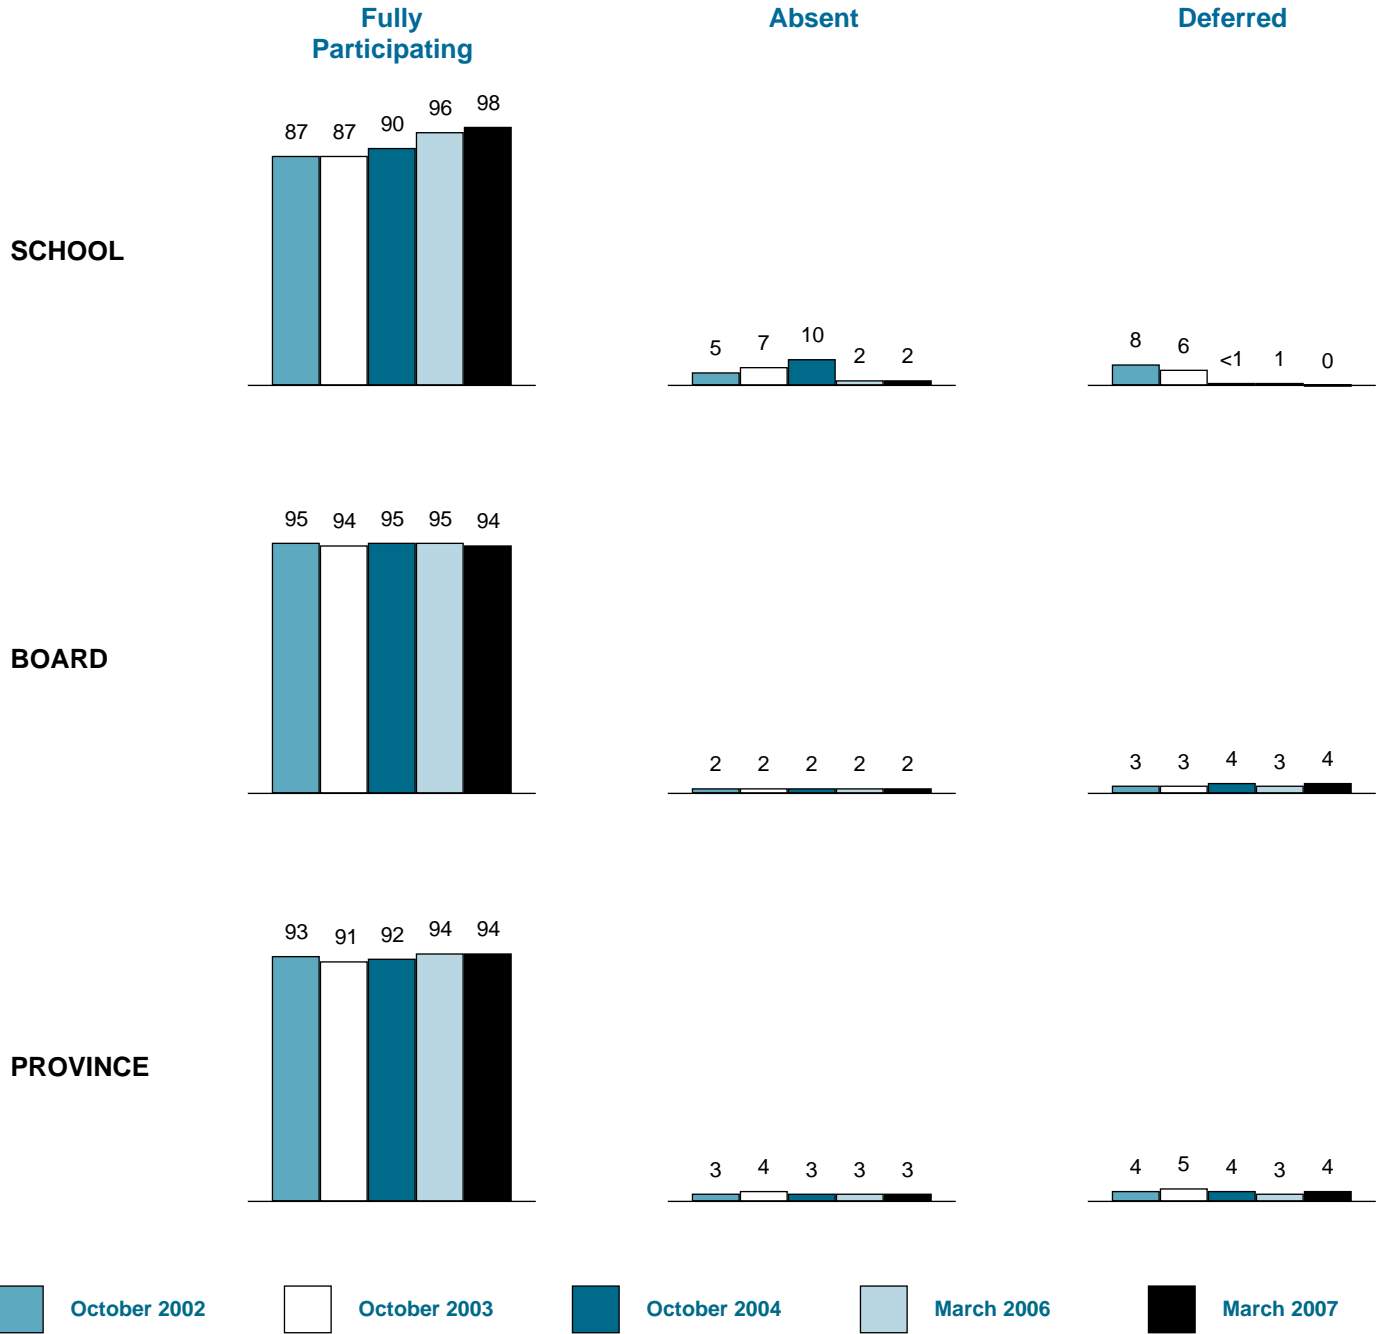 Fully
Participating
Absent
Deferred
SCHOOL
87 87 90 96 98
5 7 10 2 2
8 6 <1 1 0
BOARD
95 94 95 95 94
2 2 2 2 2
3 3 4 3 4
PROVINCE
93 91 92 94 94
3 4 3 3 3
4 5 4 3 4
October 2002
October 2003
October 2004
March 2006
March 2007